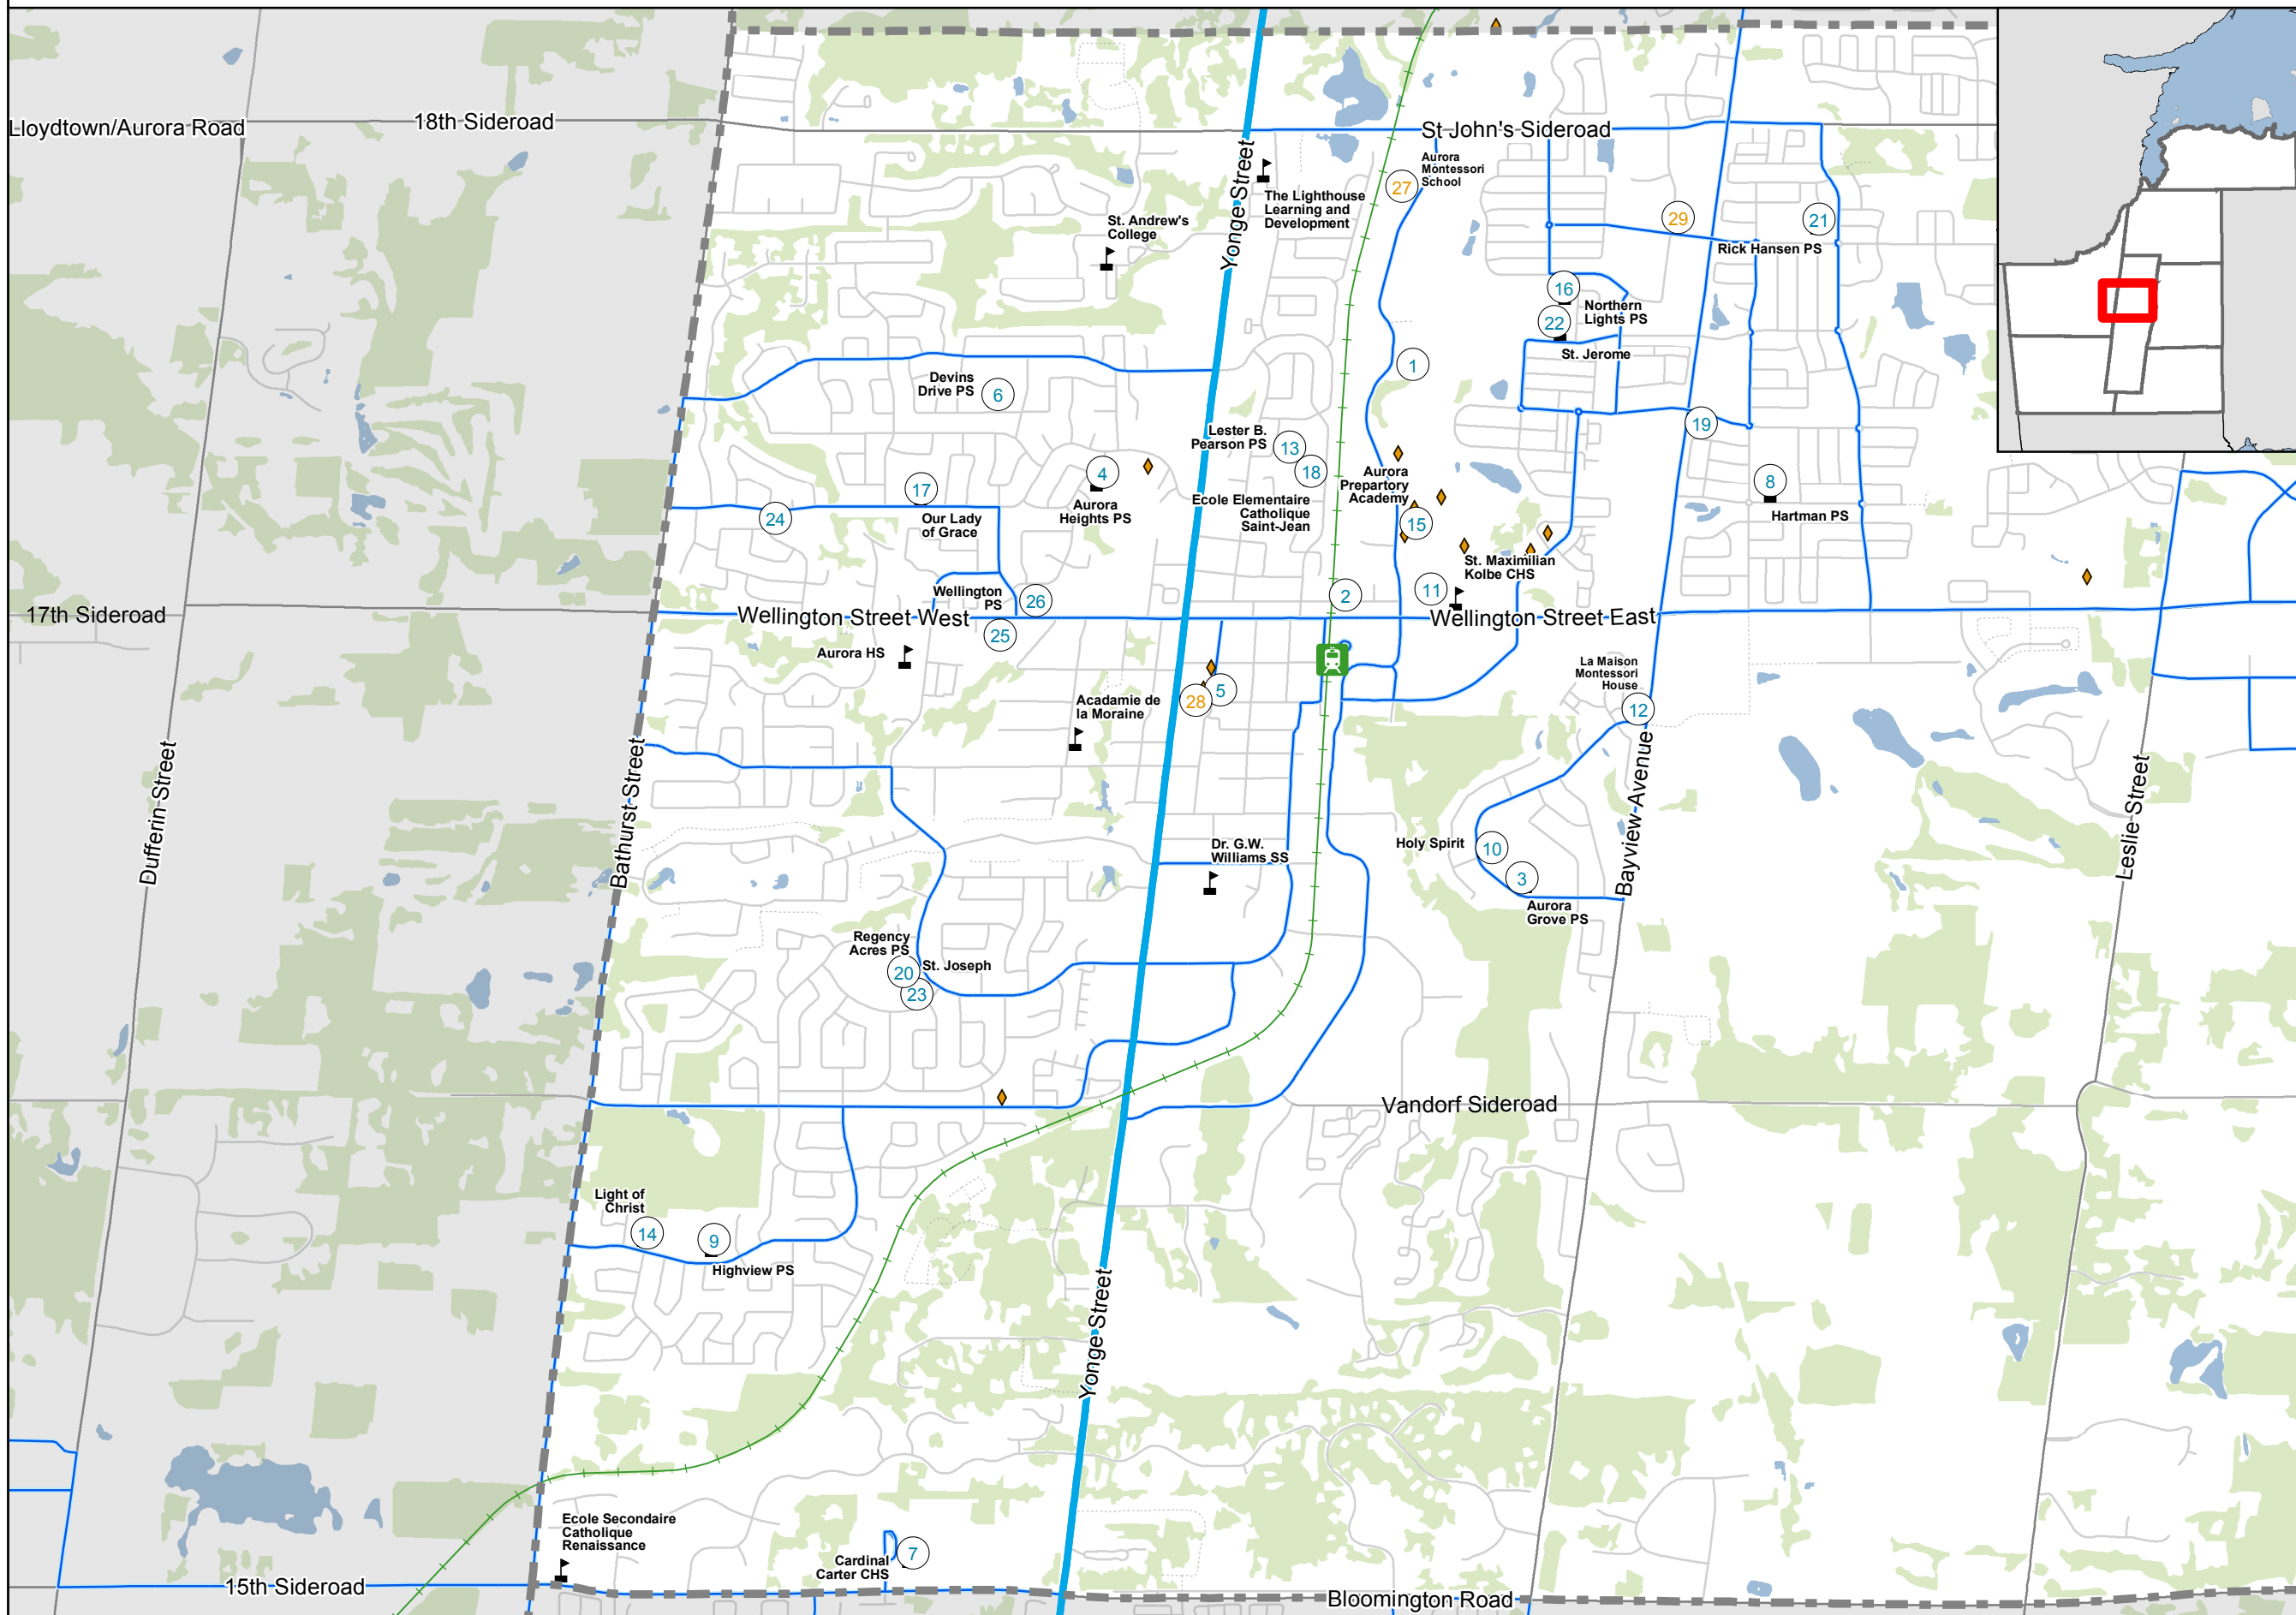 Lloydtown/Aurora Road
18th Sideroad
St John's Sideroad
Aurora
Montessori
School
27
Yonge Street
The Lighthouse
Learning and
Development
St. Andrew's
College
29
21
Rick Hansen PS
16
Northern
Lights PS
22
St. Jerome
1
Devins
Drive PS
6
19
Lester B.
Pearson PS
13
18
4
Aurora
Heights PS
17
Our Lady
of Grace
24
Ecole Elementaire
Catholique
Saint-Jean
Aurora
Prepartory
Academy
15
8
Hartman PS
St. Maximilian
Kolbe CHS
11
2
Wellington
PS
26
17th Sideroad
Wellington Street West
Wellington Street East
25
Aurora HS
La Maison
Montessori
House
12
Acadamie de
la Moraine
28
5
Dufferin Street
Bathurst Street
Bayview Avenue
Leslie Street
Dr. G.W.
Williams SS
Holy Spirit
10
3
Aurora
Grove PS
Regency
Acres PS
20
St. Joseph
23
Vandorf Sideroad
Light of
Christ
14
9
Highview PS
Yonge Street
Ecole Secondaire
Catholique
Renaissance
Cardinal
Carter CHS
7
15th Sideroad
Bloomington Road